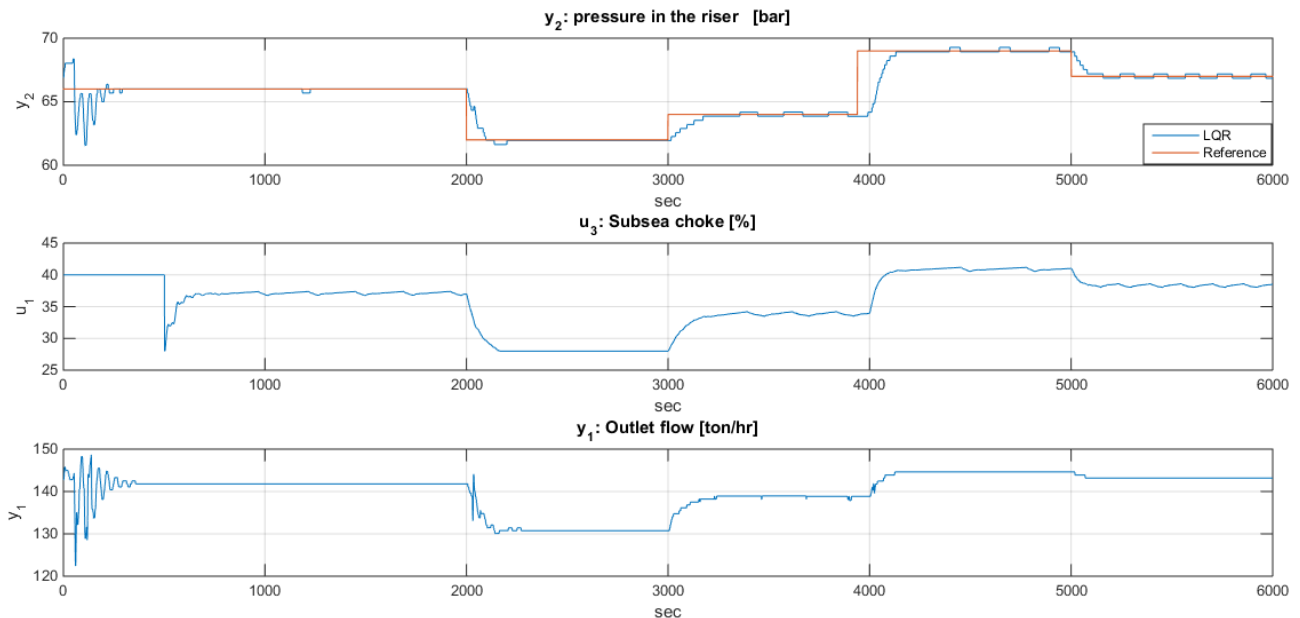 y2: pressure in the riser [bar]
70
65
60
y2
0 1000 2000 3000 4000 5000 6000
sec
LQR
Reference
u3: Subsea choke [%]
45
40
35
30
25
u1
0 1000 2000 3000 4000 5000 6000
sec
y1: Outlet flow [ton/hr]
150
140
130
120
y1
0 1000 2000 3000 4000 5000 6000
sec